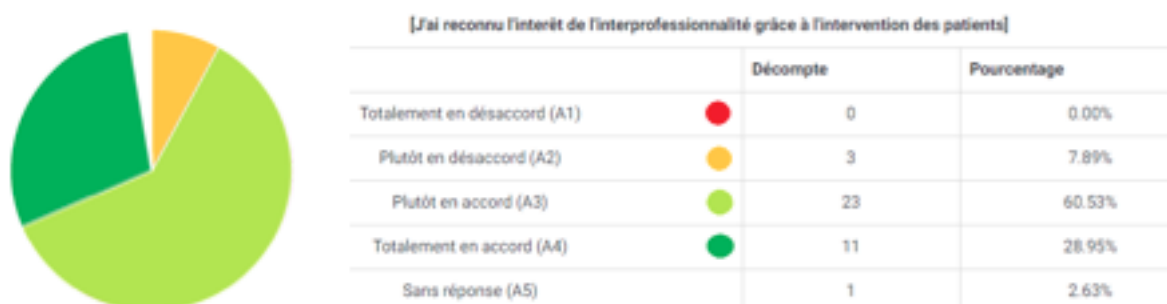 [J'ai reconnu l'interêt de l'interprofessionnalité grâce à l'intervention des patients]
Décompte Pourcentage
Totalement en désaccord (A1) 0 0.00%
Plutôt en désaccord (A2) 3 7.89%
Plutôt en accord (A3) 23 60.53%
Totalement en accord (A4) 11 28.95%
Sans réponse (A5) 1 2.63%